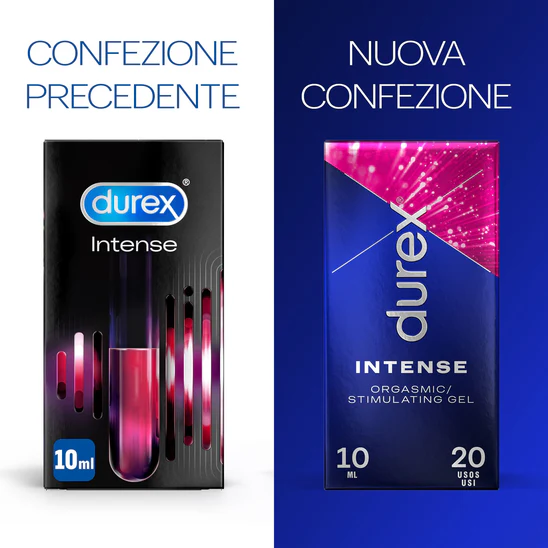 CONFEZIONE
PRECEDENTE
durex®
Intense
10ml
NUOVA
CONFEZIONE
durex®
INTENSE
ORGASMIC/
STIMULATING GEL
10
ML
20
USOS
USI